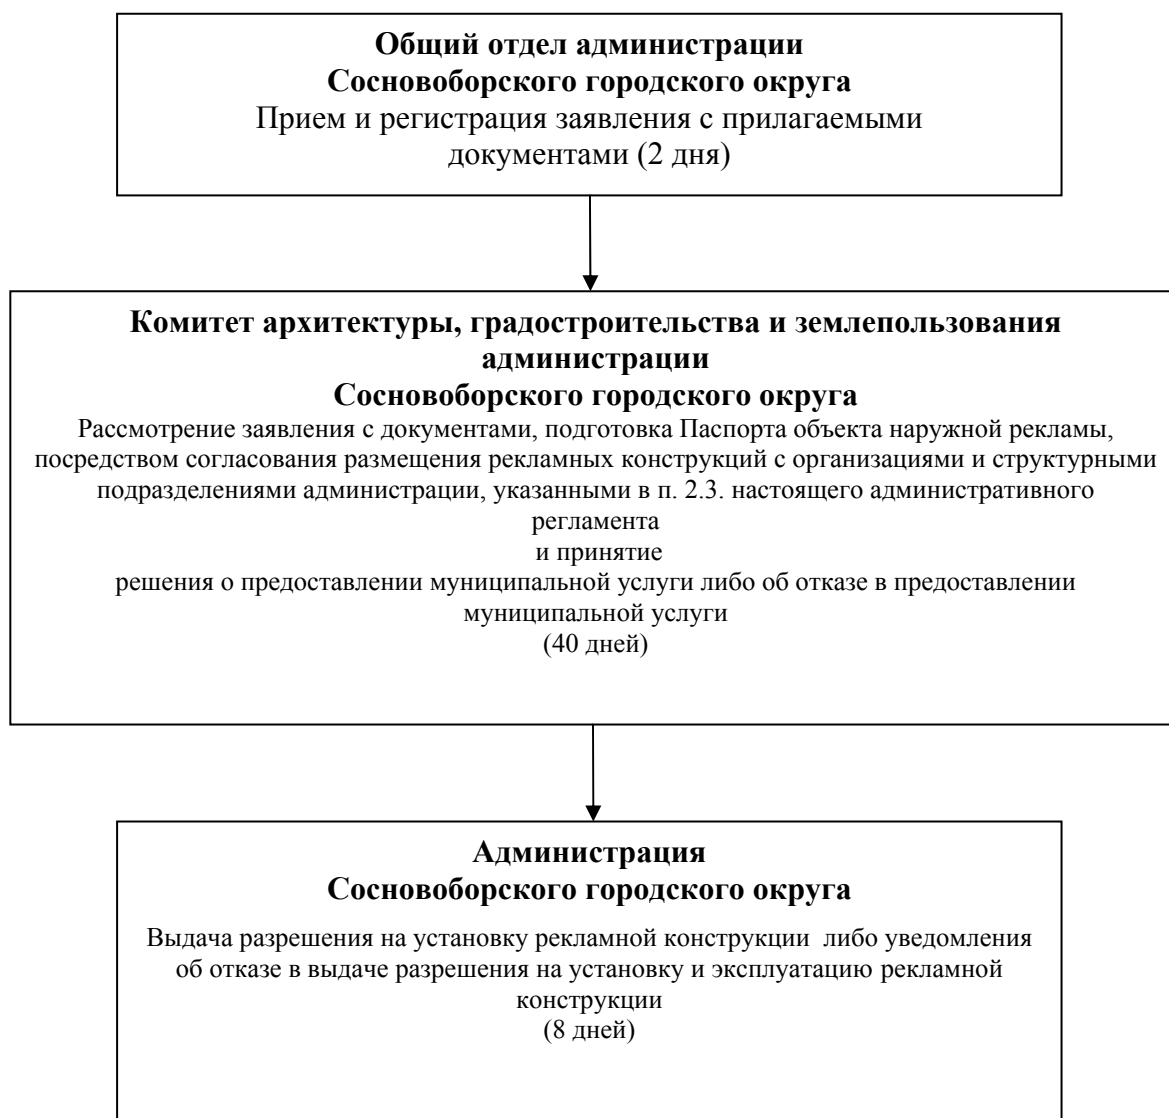 Общий отдел администрации
Сосновоборского городского округа
Прием и регистрация заявления с прилагаемыми
документами (2 дня)
Комитет архитектуры, градостроительства и землепользования
администрации
Сосновоборского городского округа
Рассмотрение заявления с документами, подготовка Паспорта объекта наружной рекламы,
посредством согласования размещения рекламных конструкций с организациями и структурными
подразделениями администрации, указанными в п. 2.3. настоящего административного
регламента
и принятие
решения о предоставлении муниципальной услуги либо об отказе в предоставлении
муниципальной услуги
(40 дней)
Администрация
Сосновоборского городского округа
Выдача разрешения на установку рекламной конструкции либо уведомления
об отказе в выдаче разрешения на установку и эксплуатацию рекламной
конструкции
(8 дней)